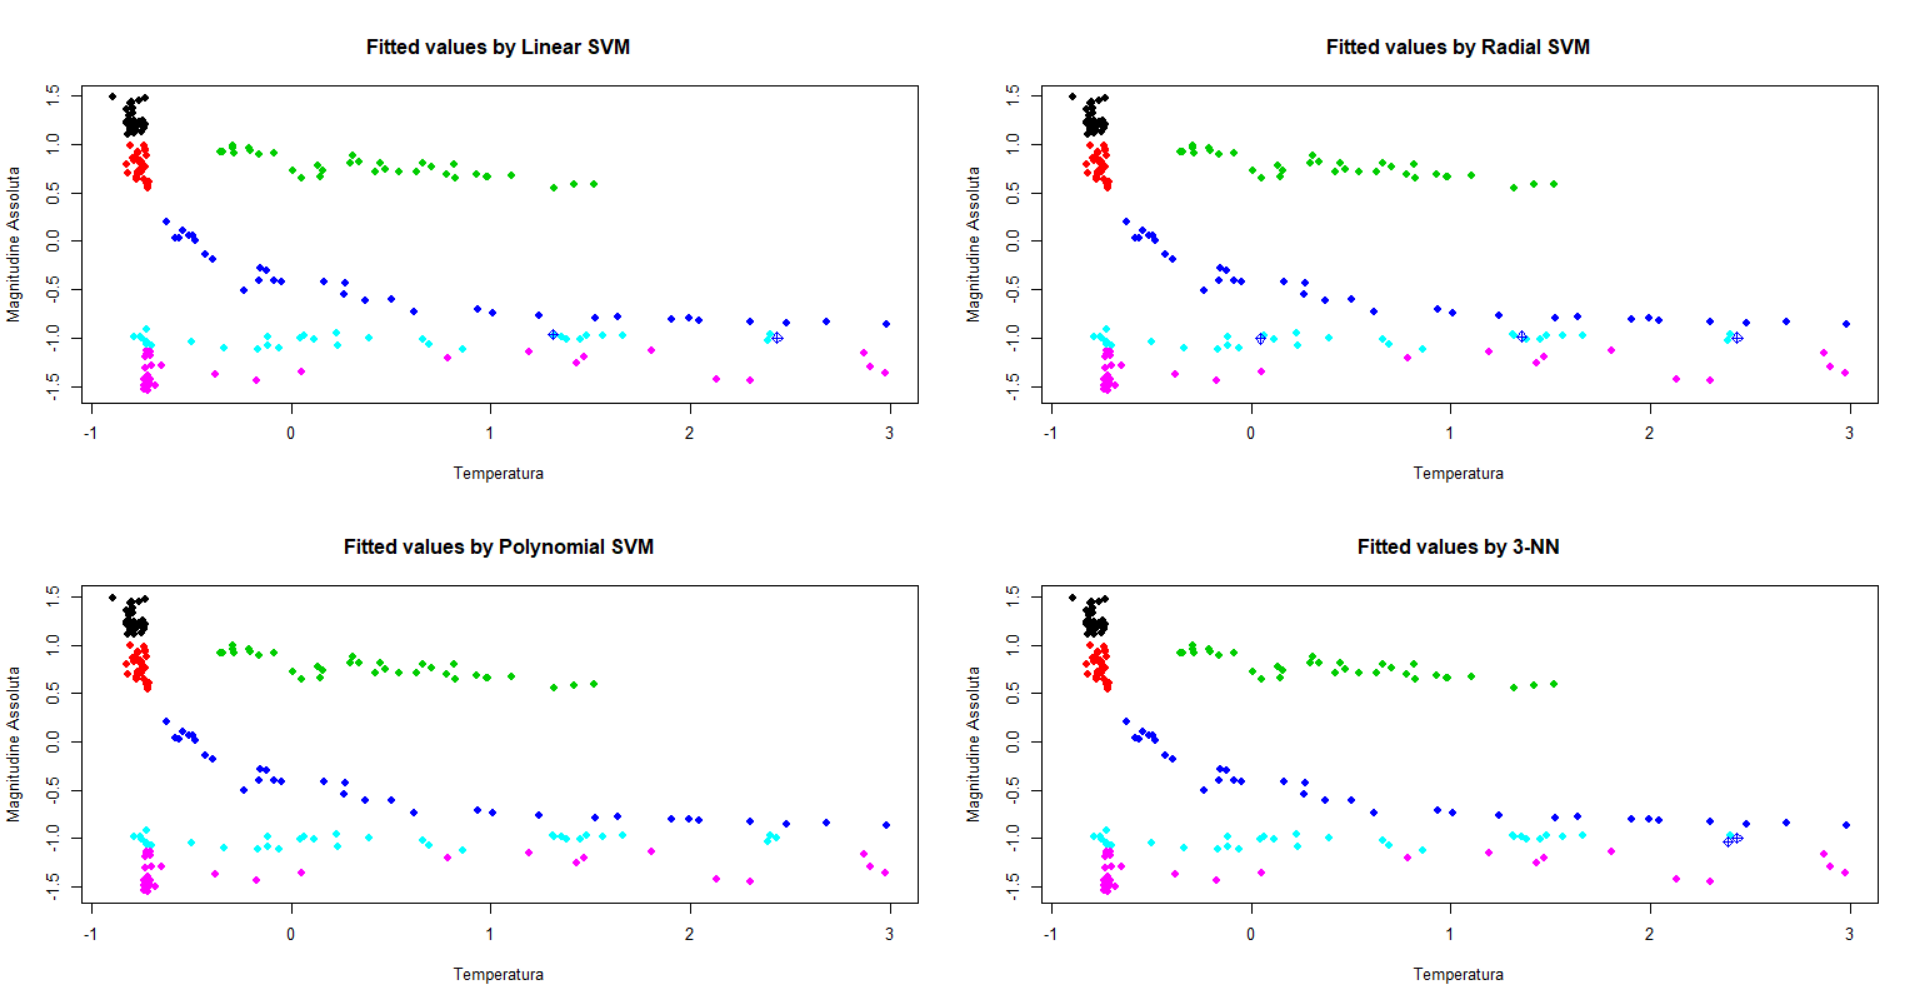 Fitted values by Linear SVM
Magnitudine Assoluta
1.5
1.0
0.5
0.0
-0.5
-1.0
-1.5
-1 0 1 2 3
Temperatura
Fitted values by Radial SVM
Magnitudine Assoluta
1.5
1.0
0.5
0.0
-0.5
-1.0
-1.5
-1 0 1 2 3
Temperatura
Fitted values by Polynomial SVM
Magnitudine Assoluta
1.5
1.0
0.5
0.0
-0.5
-1.0
-1.5
-1 0 1 2 3
Temperatura
Fitted values by 3-NN
Magnitudine Assoluta
1.5
1.0
0.5
0.0
-0.5
-1.0
-1.5
-1 0 1 2 3
Temperatura